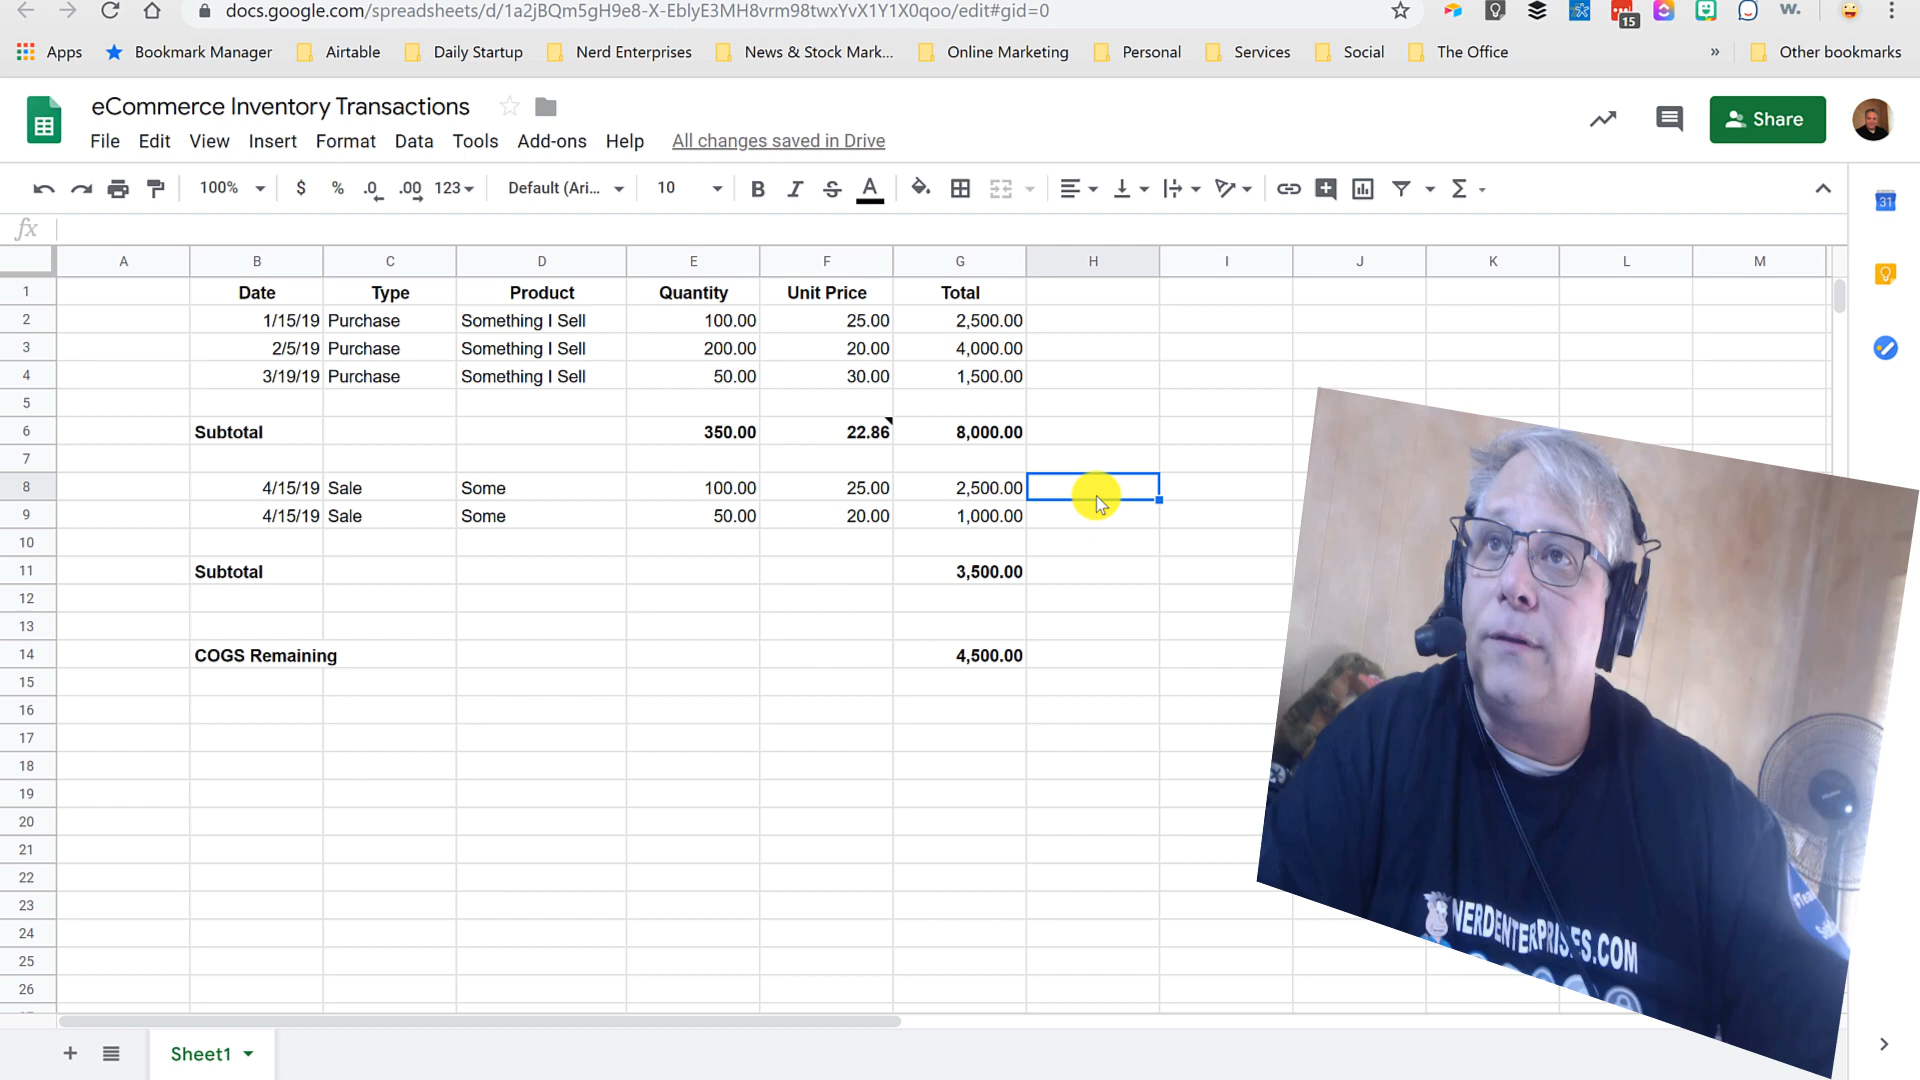 docs.google.com/spreadsheets/d/1a2jBQm5gH9e8-X-EblyE3MH8vrm98twxYvX1Y1X0qoo/edit#gid=0
15
w.
Apps Bookmark Manager Airtable Daily Startup Nerd Enterprises News & Stock Mark... Online Marketing Personal Services Social The Office » Other bookmarks
eCommerce Inventory Transactions
Share
File Edit View Insert Format Data Tools Add-ons Help All changes saved in Drive
100% $ % .0 .00 123 Default (Ari... 10 B I S A Σ
31
fx
A B C D E F G H I J K L M
1 Date Type Product Quantity Unit Price Total
2 1/15/19 Purchase Something I Sell 100.00 25.00 2,500.00
3 2/5/19 Purchase Something I Sell 200.00 20.00 4,000.00
4 3/19/19 Purchase Something I Sell 50.00 30.00 1,500.00
5
6 Subtotal 350.00 22.86 8,000.00
7
8 4/15/19 Sale Some 100.00 25.00 2,500.00
9 4/15/19 Sale Some 50.00 20.00 1,000.00
10
11 Subtotal 3,500.00
12
13
14 COGS Remaining 4,500.00
15
16
17
18
19
20
21
22
23
24
25
26
NERDENTERPRISES.COM
Sheet1